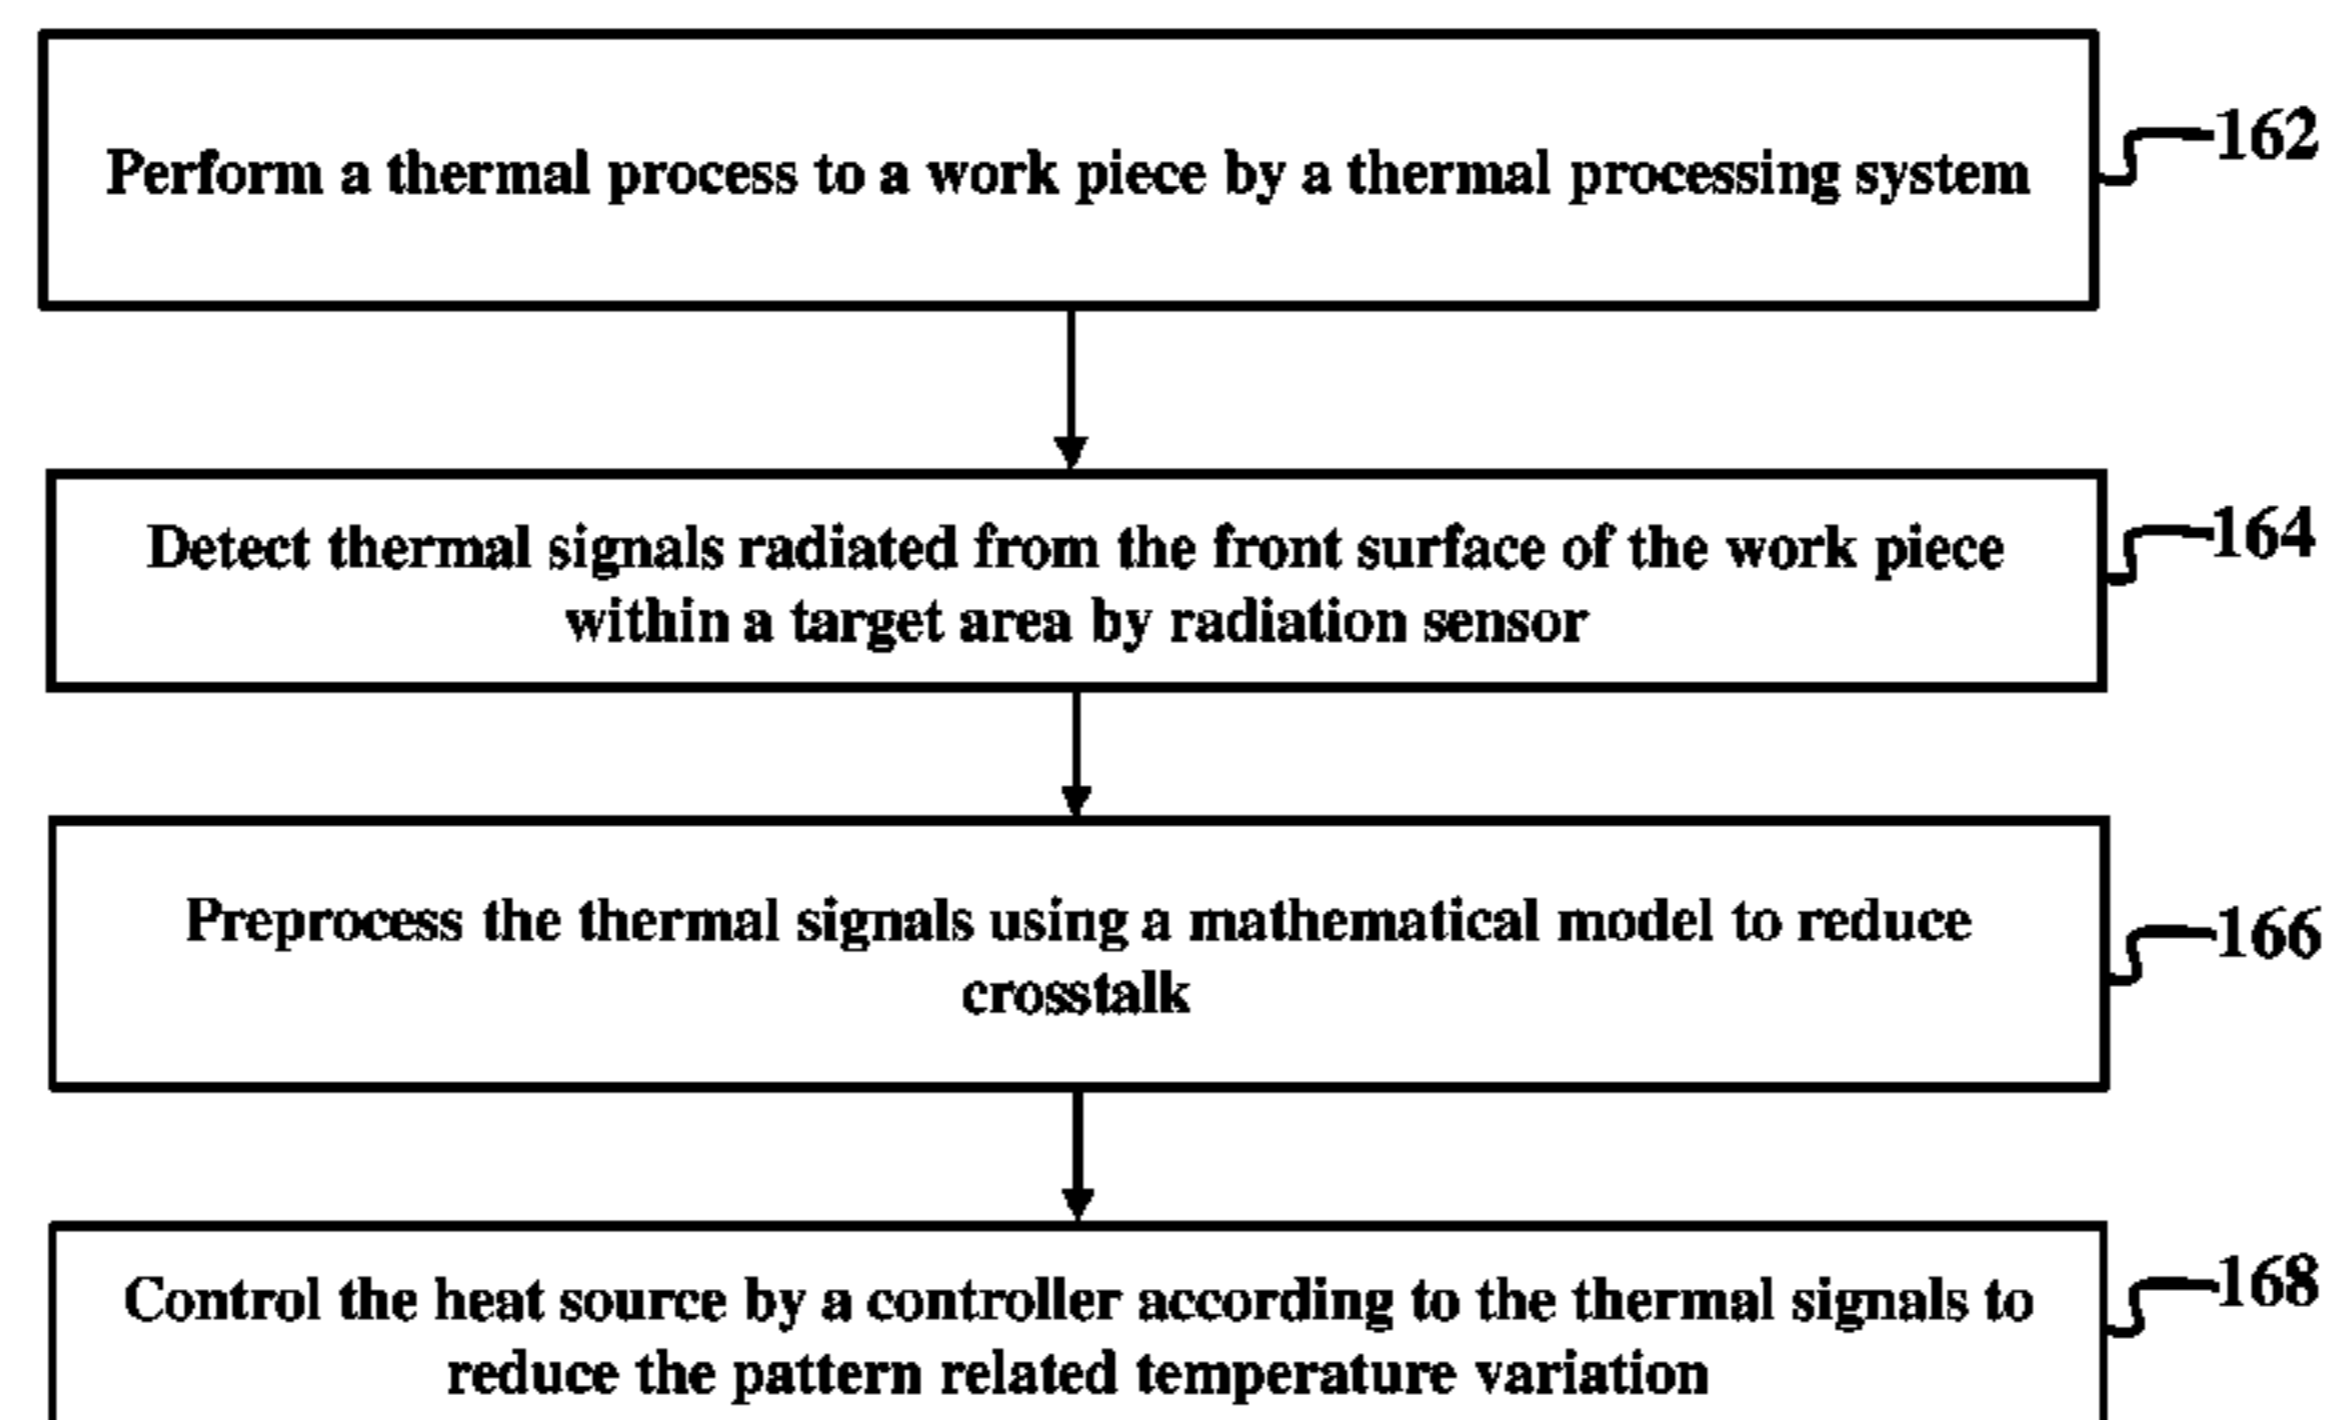 Perform a thermal process to a work piece by a thermal processing system
162
Detect thermal signals radiated from the front surface of the work piece
within a target area by radiation sensor
164
Preprocess the thermal signals using a mathematical model to reduce
crosstalk
166
Control the heat source by a controller according to the thermal signals to
reduce the pattern related temperature variation
168